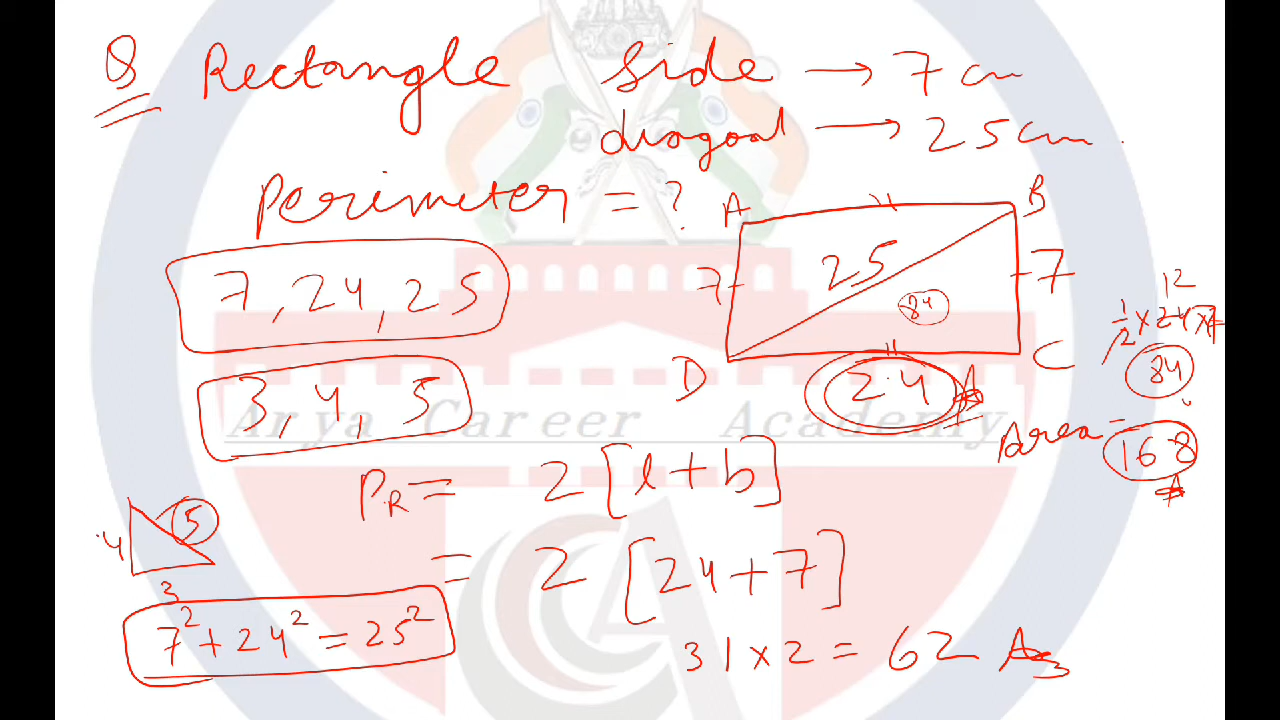 Q Rectangle side → 7 cm
diagonal → 25 cm.
Perimeter = ?
7, 24, 25
3, 4, 5
A B
7 25 7
84
D C
24
12
1/2 × 24 × 7
84
Area =
168
Arya Career Academy
PR = 2 [l + b]
= 2 [24 + 7]
31 × 2 = 62 Ans
4 5
3
7² + 24² = 25²